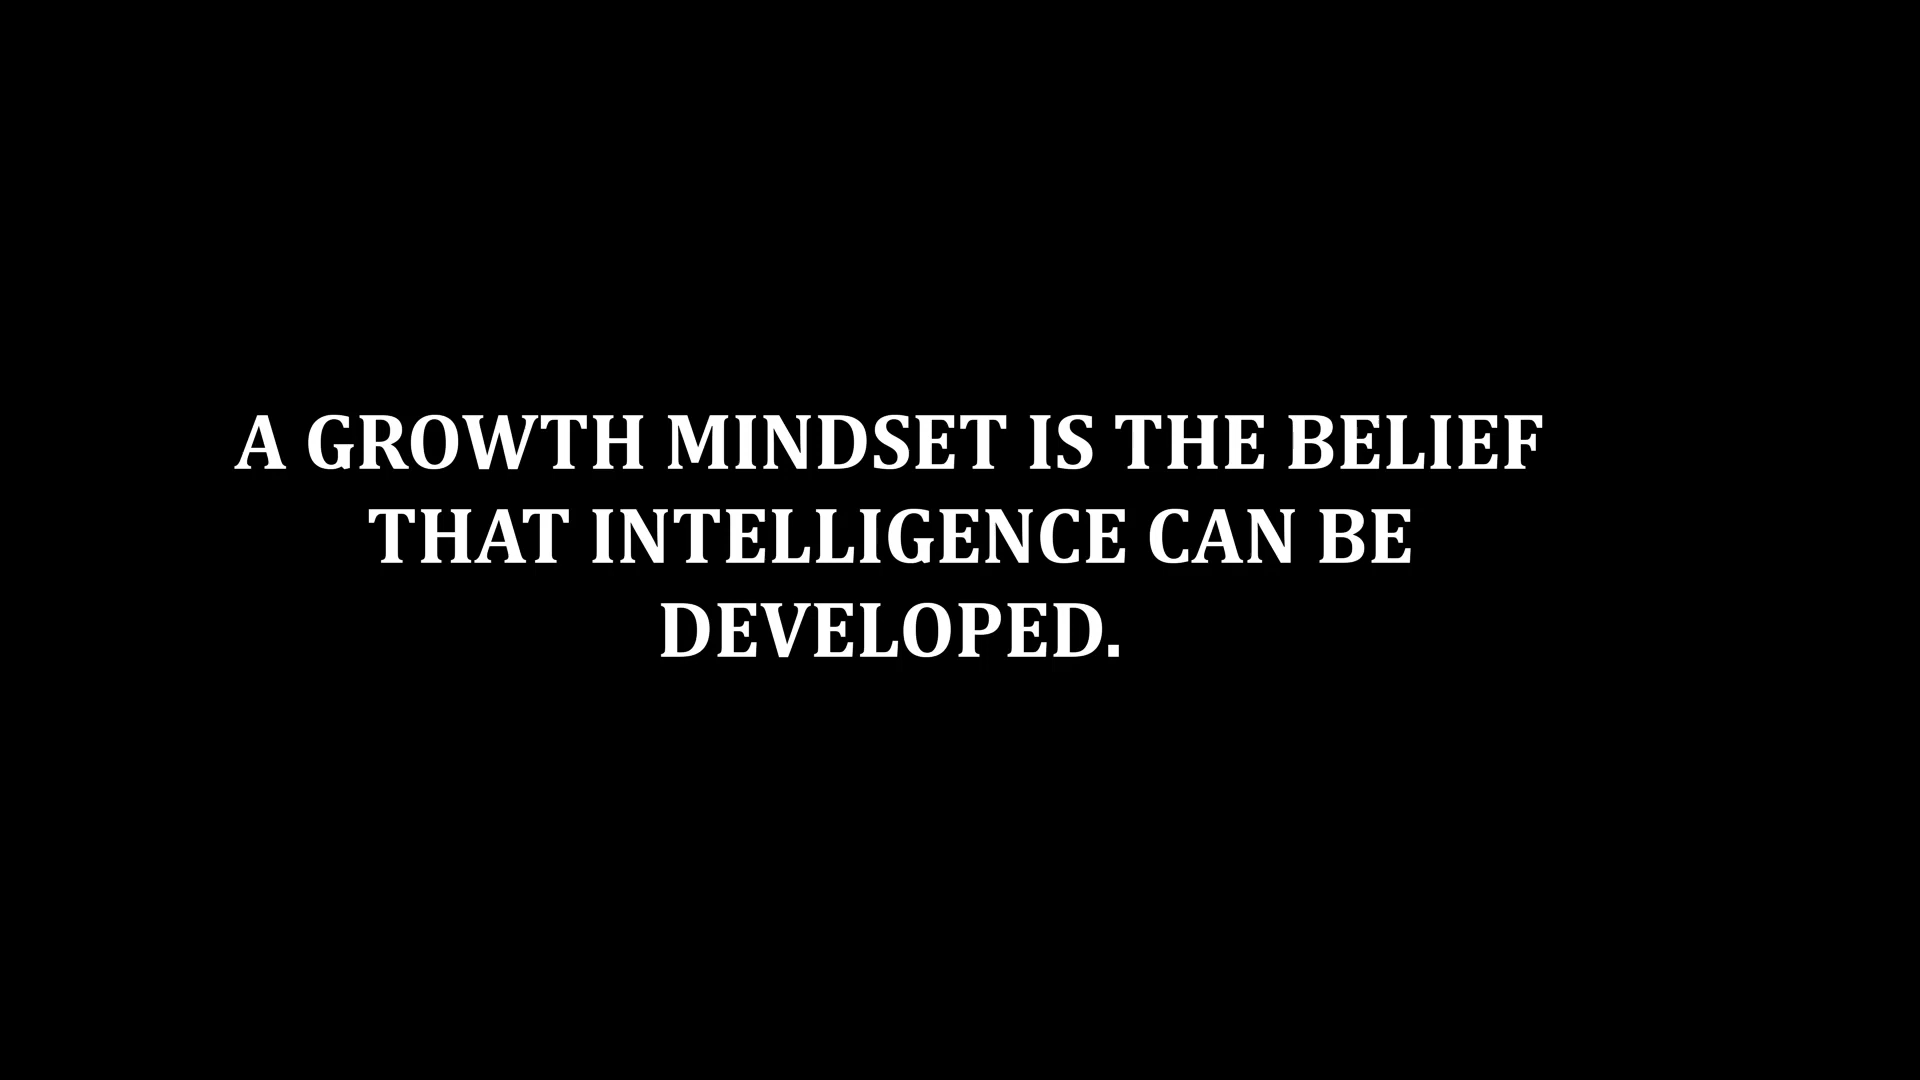 A GROWTH MINDSET IS THE BELIEF
THAT INTELLIGENCE CAN BE
DEVELOPED.